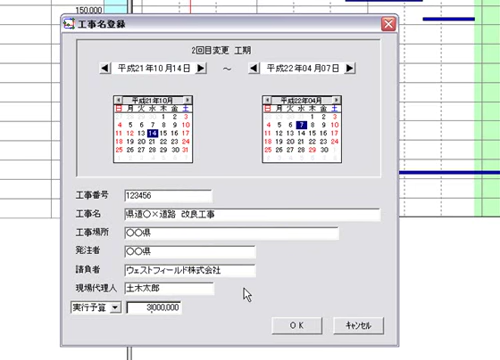 150,000
工事名登録
2回目変更 工期
平成21年10月14日 ～ 平成22年04月07日
平成21年10月 平成22年04月
日 月 火 水 木 金 土 日 月 火 水 木 金 土
1 2 3 1 2 3
4 5 6 7 8 9 10 4 5 6 7 8 9 10
11 12 13 14 15 16 17 11 12 13 14 15 16 17
18 19 20 21 22 23 24 18 19 20 21 22 23 24
25 26 27 28 29 30 31 25 26 27 28 29 30
工事番号 123456
工事名 県道〇×道路 改良工事
工事場所 〇〇県
発注者 〇〇県
請負者 ウェストフィールド株式会社
現場代理人 土木太郎
実行予算 3,000,000
OK ｷｬﾝｾﾙ